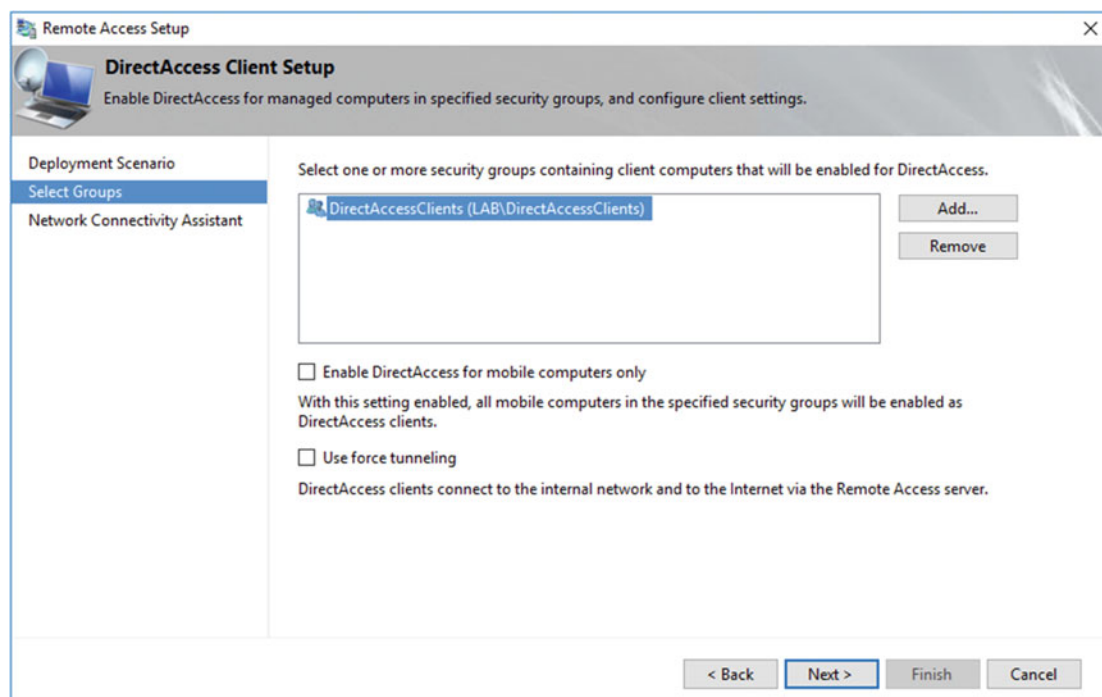 Remote Access Setup
DirectAccess Client Setup
Enable DirectAccess for managed computers in specified security groups, and configure client settings.
Deployment Scenario
Select Groups
Network Connectivity Assistant
Select one or more security groups containing client computers that will be enabled for DirectAccess.
DirectAccessClients (LAB\DirectAccessClients)
Add...
Remove
Enable DirectAccess for mobile computers only
With this setting enabled, all mobile computers in the specified security groups will be enabled as
DirectAccess clients.
Use force tunneling
DirectAccess clients connect to the internal network and to the Internet via the Remote Access server.
< Back
Next >
Finish
Cancel